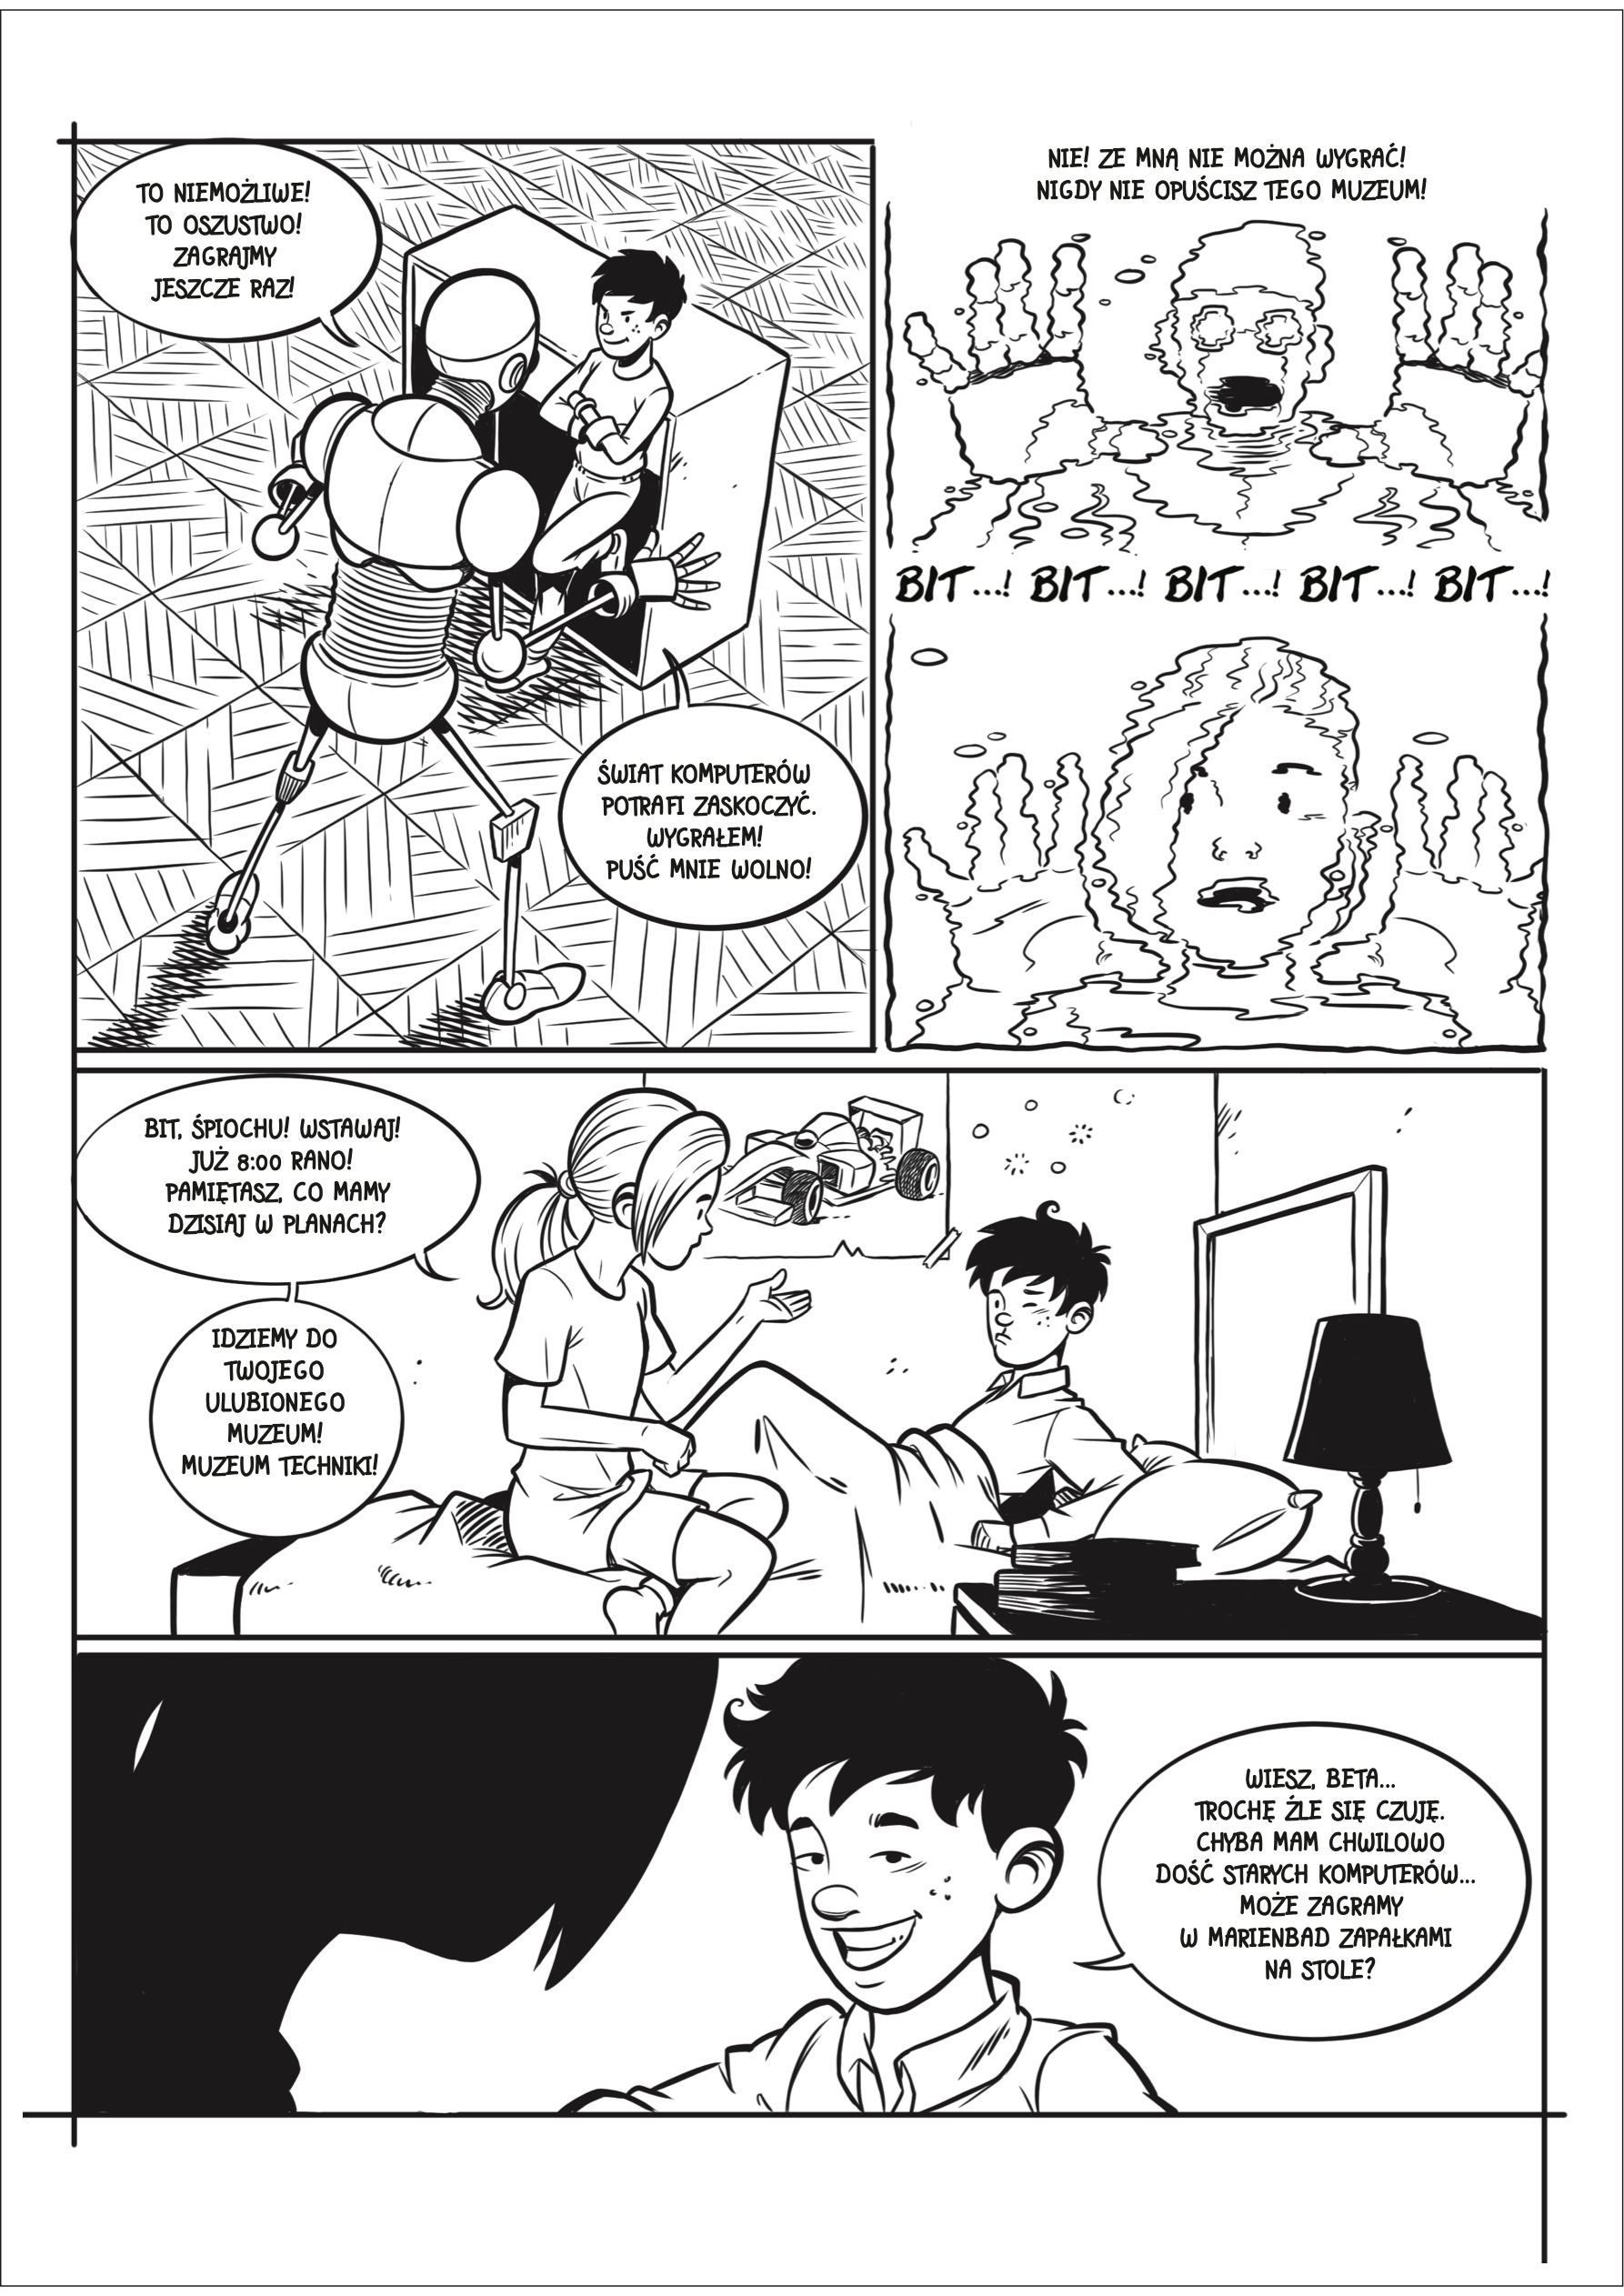 TO NIEMOŻLIWE!
TO OSZUSTWO!
ZAGRAJMY
JESZCZE RAZ!
ŚWIAT KOMPUTERÓW
POTRAFI ZASKOCZYĆ.
WYGRAŁEM!
PUŚĆ MNIE WOLNO!
NIE! ZE MNĄ NIE MOŻNA WYGRAĆ!
NIGDY NIE OPUŚCISZ TEGO MUZEUM!
BIT...! BIT...! BIT...! BIT...! BIT...!
BIT, ŚPIOCHU! WSTAWAJ!
JUŻ 8:00 RANO!
PAMIĘTASZ, CO MAMY
DZISIAJ W PLANACH?
IDZIEMY DO
TWOJEGO
ULUBIONEGO
MUZEUM!
MUZEUM TECHNIKI!
WIESZ, BETA...
TROCHĘ ŹLE SIĘ CZUJĘ.
CHYBA MAM CHWILOWO
DOŚĆ STARYCH KOMPUTERÓW...
MOŻE ZAGRAMY
W MARIENBAD ZAPAŁKAMI
NA STOLE?